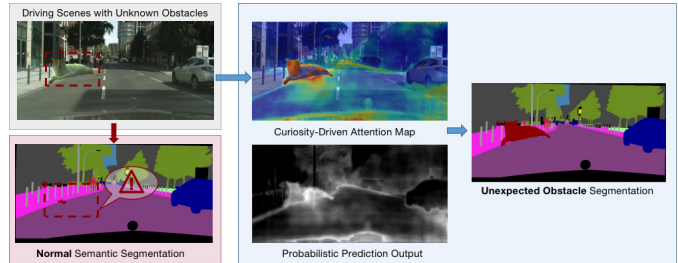 Driving Scenes with Unknown Obstacles
Curiosity-Driven Attention Map
Normal Semantic Segmentation
Probabilistic Prediction Output
Unexpected Obstacle Segmentation